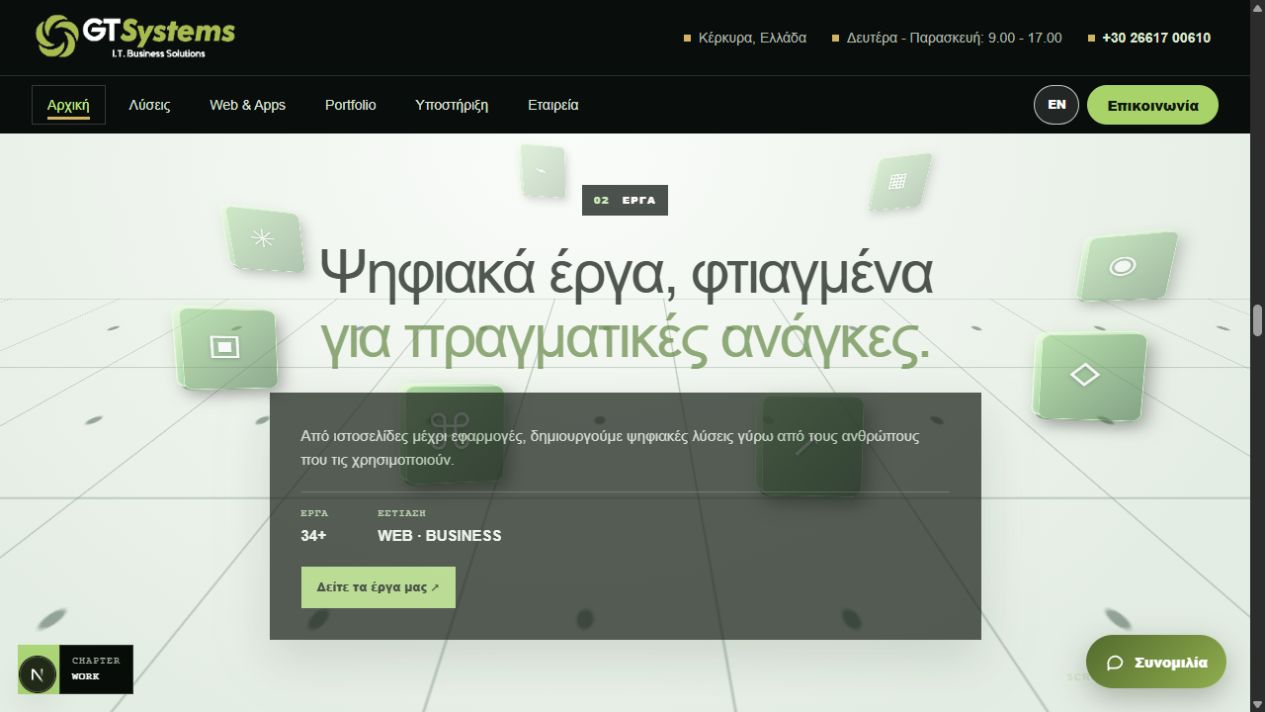 GTSystems
I.T. Business Solutions
Κέρκυρα, Ελλάδα
Δευτέρα - Παρασκευή: 9.00 - 17.00
+30 26617 00610
Αρχική
Λύσεις
Web & Apps
Portfolio
Υποστήριξη
Εταιρεία
EN
Επικοινωνία
02 ΕΡΓΑ
Ψηφιακά έργα, φτιαγμένα
για πραγματικές ανάγκες.
Από ιστοσελίδες μέχρι εφαρμογές, δημιουργούμε ψηφιακές λύσεις γύρω από τους ανθρώπους
που τις χρησιμοποιούν.
ΕΡΓΑ
34+
ΕΣΤΙΑΣΗ
WEB · BUSINESS
Δείτε τα έργα μας ↗
N
CHAPTER
WORK
Συνομιλία